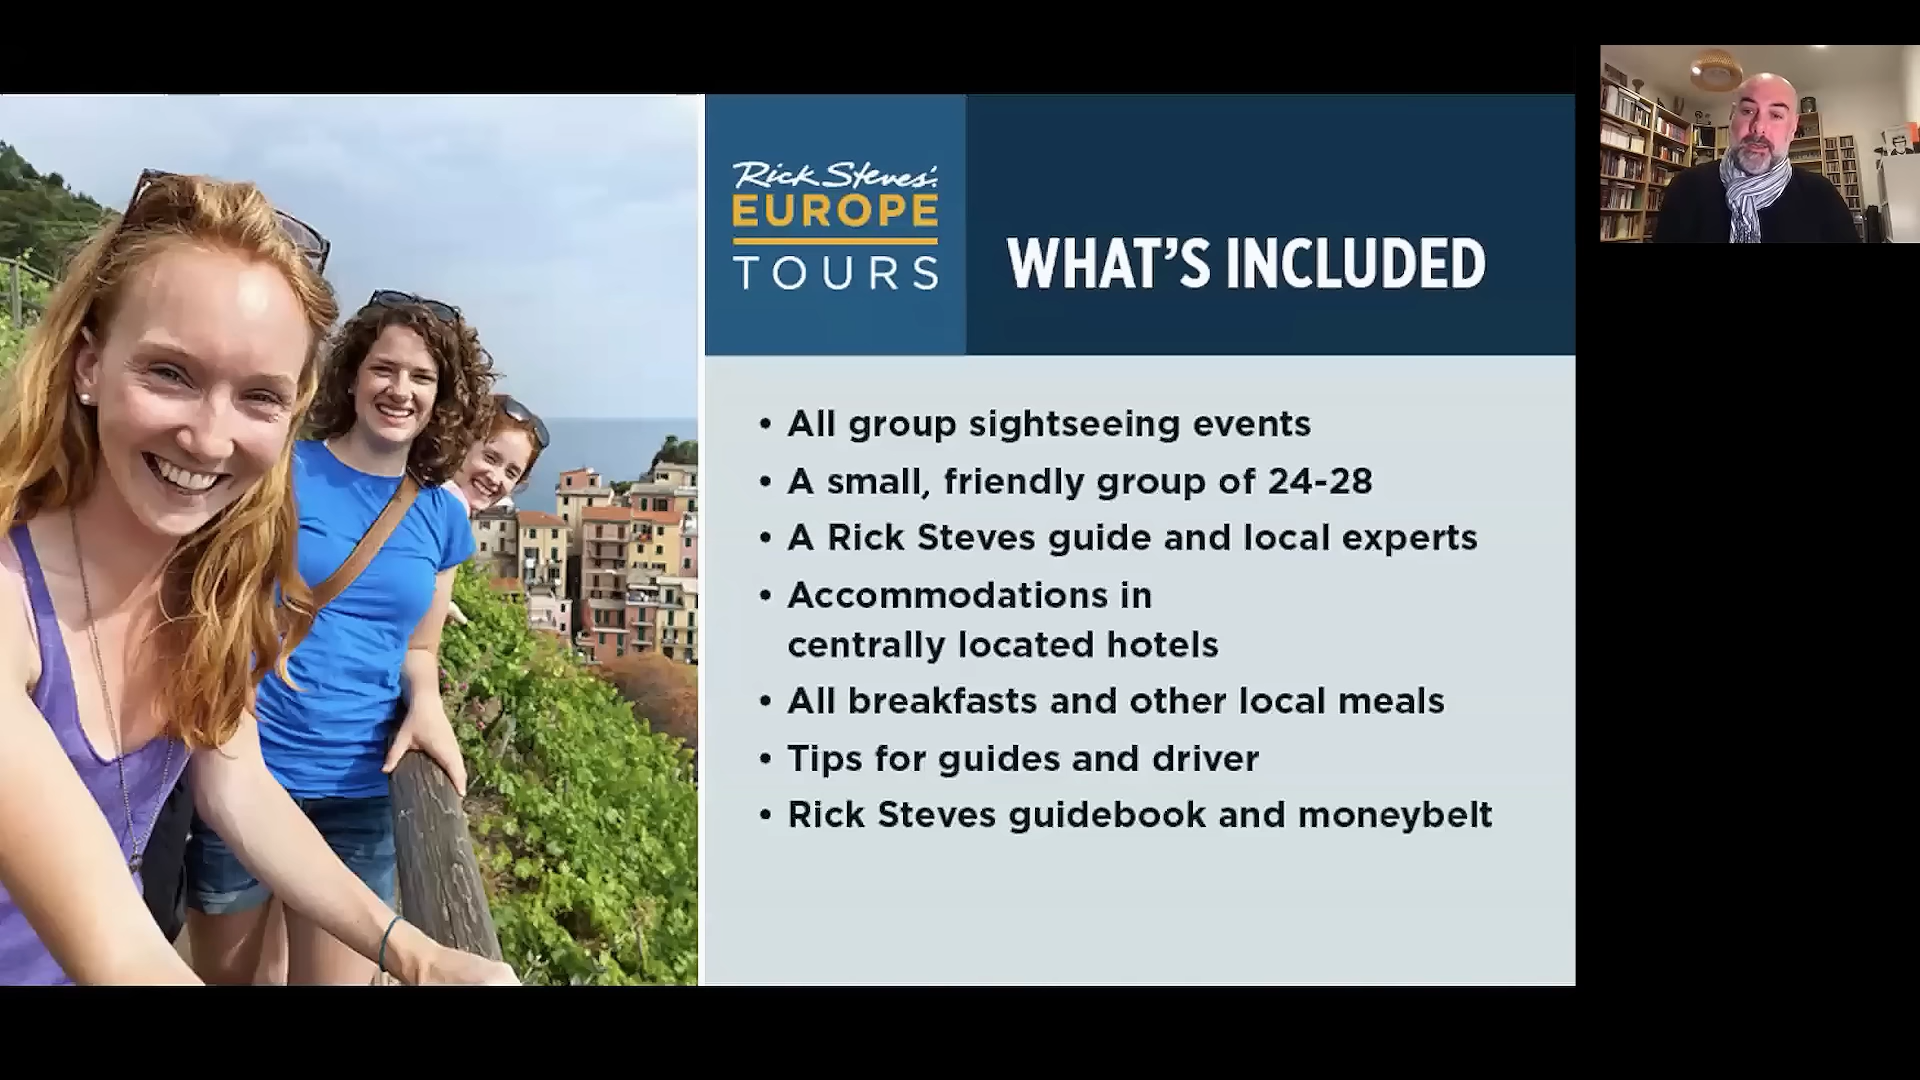 Rick Steves'
EUROPE
TOURS
WHAT'S INCLUDED
• All group sightseeing events
• A small, friendly group of 24-28
• A Rick Steves guide and local experts
• Accommodations in
centrally located hotels
• All breakfasts and other local meals
• Tips for guides and driver
• Rick Steves guidebook and moneybelt